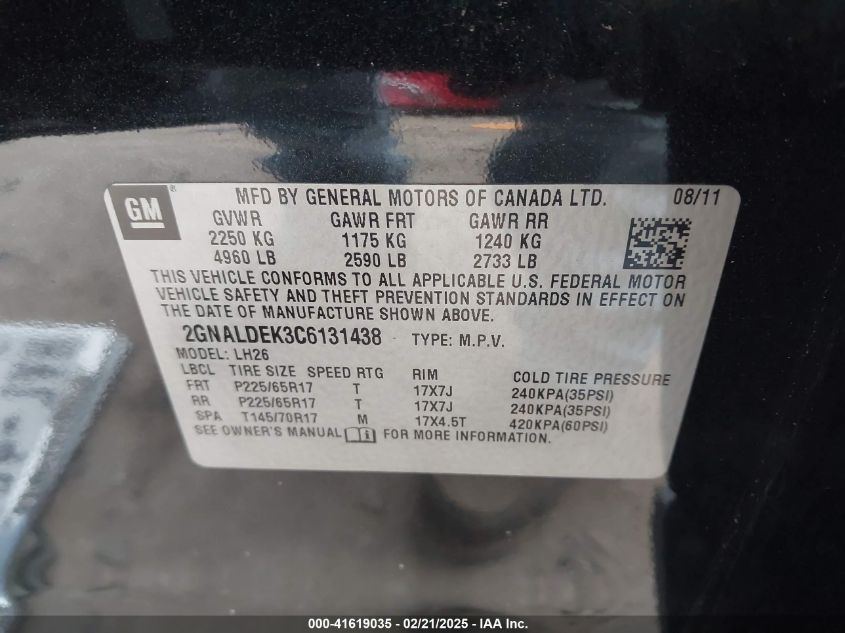 GM ® MFD BY GENERAL MOTORS OF CANADA LTD. 08/11
GVWR GAWR FRT GAWR RR
2250 KG 1175 KG 1240 KG
4960 LB 2590 LB 2733 LB
THIS VEHICLE CONFORMS TO ALL APPLICABLE U.S. FEDERAL MOTOR
VEHICLE SAFETY AND THEFT PREVENTION STANDARDS IN EFFECT ON
THE DATE OF MANUFACTURE SHOWN ABOVE.
2GNALDEK3C6131438 TYPE: M.P.V.
MODEL: LH26
LBCL TIRE SIZE SPEED RTG RIM COLD TIRE PRESSURE
FRT P225/65R17 T 17X7J 240KPA(35PSI)
RR P225/65R17 T 17X7J 240KPA(35PSI)
SPA T145/70R17 M 17X4.5T 420KPA(60PSI)
SEE OWNER'S MANUAL FOR MORE INFORMATION.
000-41619035 - 02/21/2025 - IAA Inc.